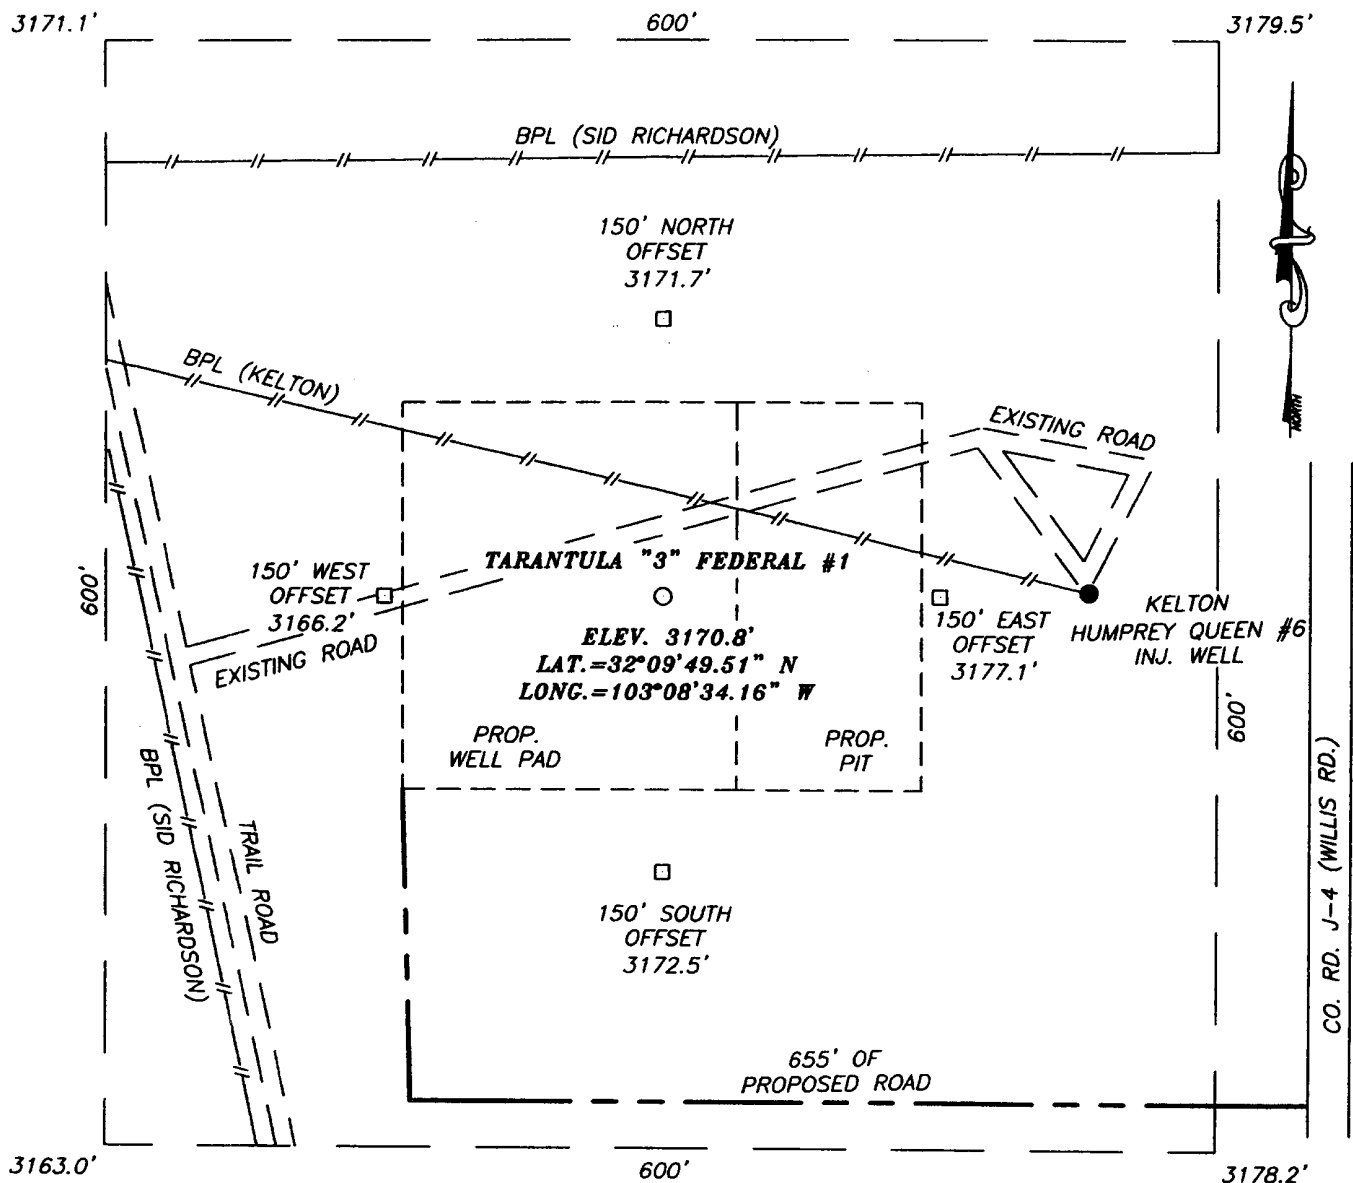 3171.1'
600'
3179.5'
BPL (SID RICHARDSON)
150' NORTH
OFFSET
3171.7'
NORTH
BPL (KELTON)
EXISTING ROAD
TARANTULA "3" FEDERAL #1
150' WEST
OFFSET
3166.2'
600'
EXISTING ROAD
ELEV. 3170.8'
LAT.=32°09'49.51" N
LONG.=103°08'34.16" W
150' EAST
OFFSET
3177.1'
KELTON
HUMPREY QUEEN #6
INJ. WELL
600'
PROP.
WELL PAD
PROP.
PIT
BPL (SID RICHARDSON)
TRAIL ROAD
CO. RD. J-4 (WILLIS RD.)
150' SOUTH
OFFSET
3172.5'
655' OF
PROPOSED ROAD
3163.0'
600'
3178.2'